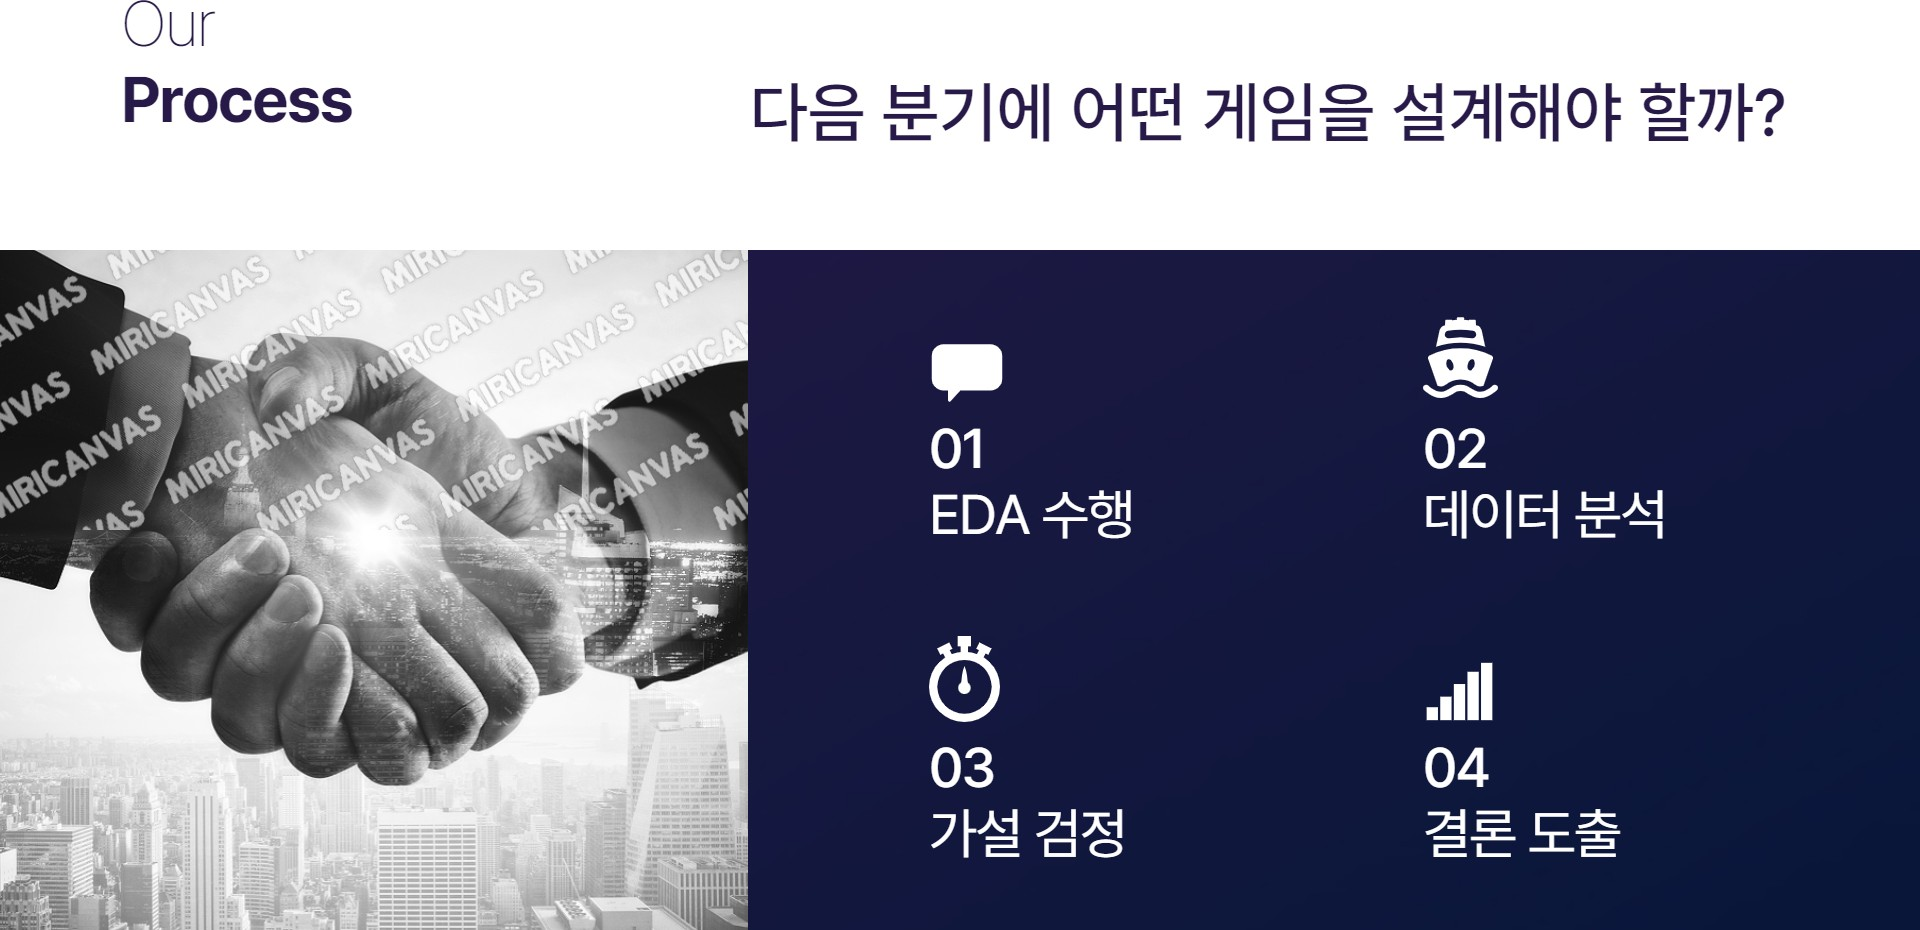 Our
Process
다음 분기에 어떤 게임을 설계해야 할까?
MIRICANVAS
01
EDA 수행
02
데이터 분석
03
가설 검정
04
결론 도출